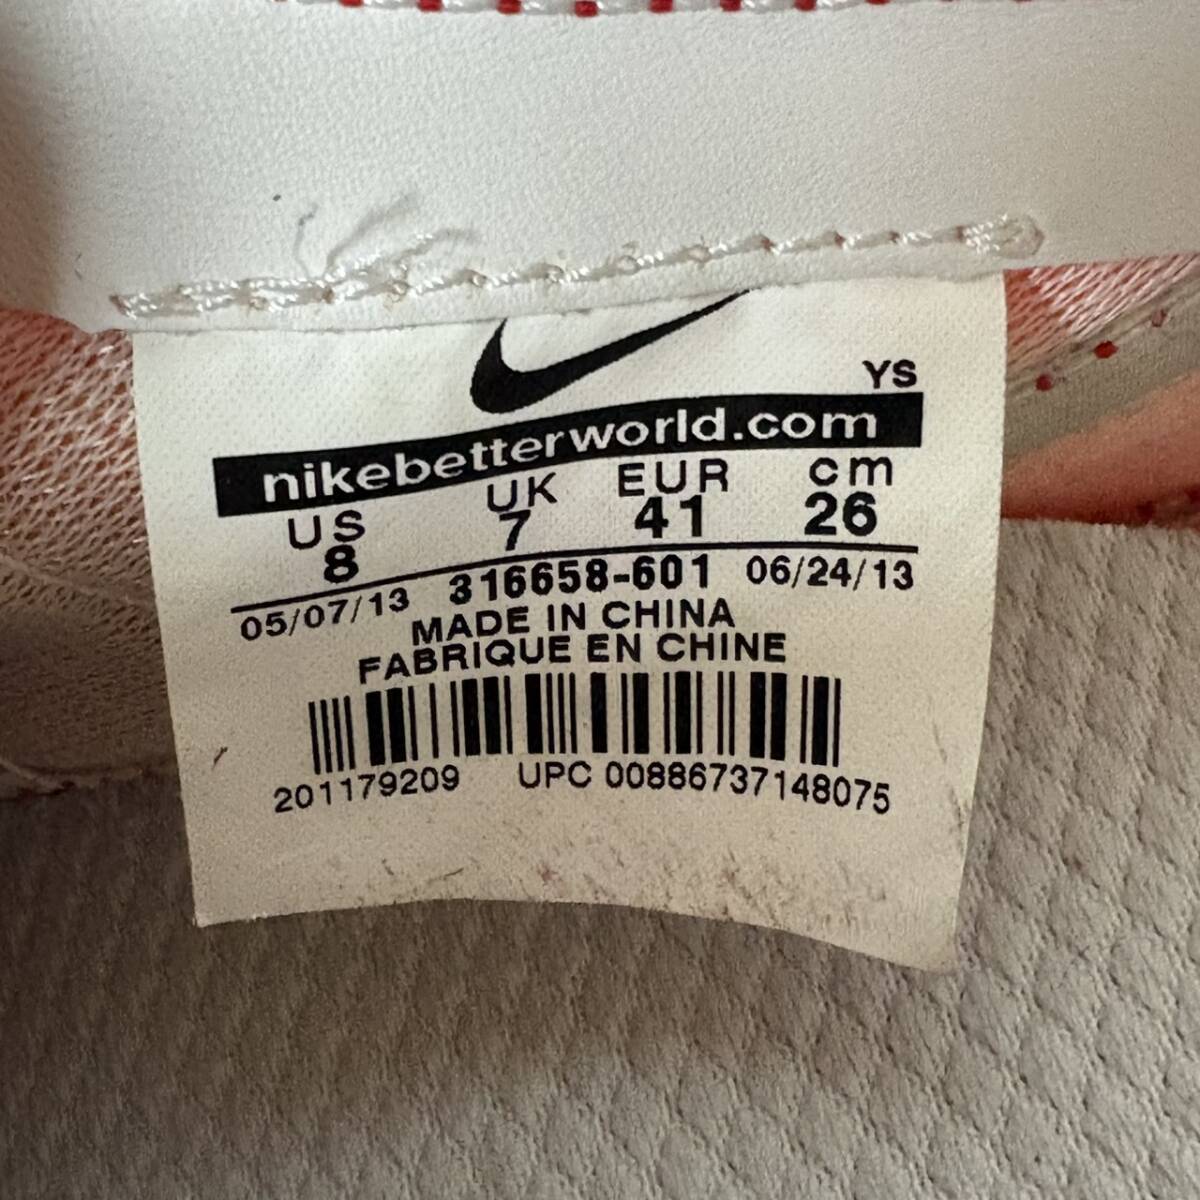 YS
nikebetterworld.com
US UK EUR cm
8 7 41 26
05/07/13 316658-601 06/24/13
MADE IN CHINA
FABRIQUE EN CHINE
201179209 UPC 00886737148075